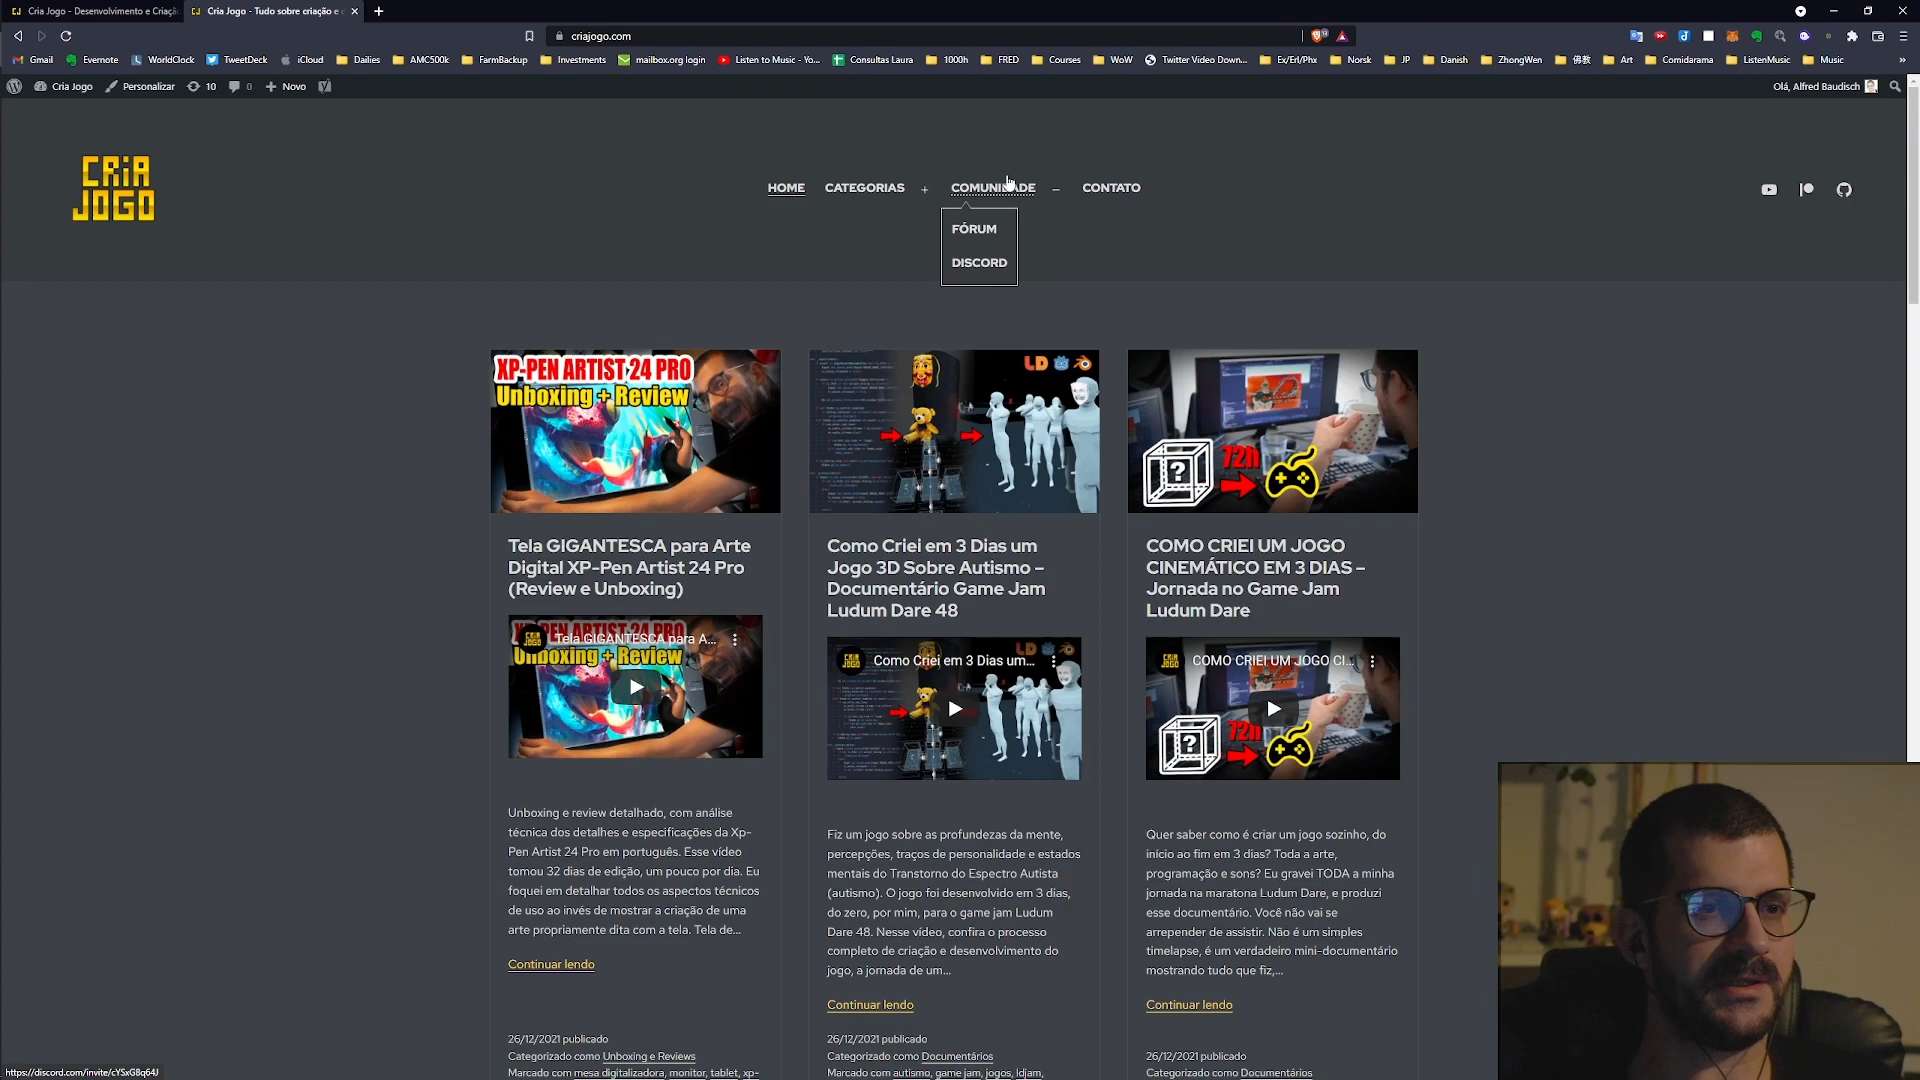 Cria Jogo - Desenvolvimento e Criaçã
Cria Jogo - Tudo sobre criação e
criajogo.com
Gmail
Evernote
WorldClock
TweetDeck
iCloud
Dailies
AMC500k
FarmBackup
Investments
mailbox.org login
Listen to Music - Yo...
Consultas Laura
1000h
FRED
Courses
WoW
Twitter Video Down...
Ex/Erl/Phx
Norsk
JP
Danish
ZhongWen
佛教
Art
Comidarama
ListenMusic
Music
Cria Jogo
Personalizar
10
0
Novo
Olá, Alfred Baudisch
CRiA
JOGO
HOME
CATEGORIAS +
COMUNIDADE –
CONTATO
FÓRUM
DISCORD
XP-PEN ARTIST 24 PRO
Unboxing + Review
LD
72h
?
Tela GIGANTESCA para Arte
Digital XP-Pen Artist 24 Pro
(Review e Unboxing)
Tela GIGANTESCA para A...
Unboxing + Review
Unboxing e review detalhado, com análise
técnica dos detalhes e especificações da Xp-
Pen Artist 24 Pro em português. Esse vídeo
tomou 32 dias de edição, um pouco por dia. Eu
foquei em detalhar todos os aspectos técnicos
de uso ao invés de mostrar a criação de uma
arte propriamente dita com a tela. Tela de...
Continuar lendo
26/12/2021 publicado
Categorizado como Unboxing e Reviews
Marcado com mesa digitalizadora, monitor, tablet, xp-
Como Criei em 3 Dias um
Jogo 3D Sobre Autismo –
Documentário Game Jam
Ludum Dare 48
Como Criei em 3 Dias um...
LD
Fiz um jogo sobre as profundezas da mente,
percepções, traços de personalidade e estados
mentais do Transtorno do Espectro Autista
(autismo). O jogo foi desenvolvido em 3 dias,
do zero, por mim, para o game jam Ludum
Dare 48. Nesse vídeo, confira o processo
completo de criação e desenvolvimento do
jogo, a jornada de um...
Continuar lendo
26/12/2021 publicado
Categorizado como Documentários
Marcado com autismo, game jam, jogos, ldjam,
COMO CRIEI UM JOGO
CINEMÁTICO EM 3 DIAS –
Jornada no Game Jam
Ludum Dare
COMO CRIEI UM JOGO CI...
72h
?
Quer saber como é criar um jogo sozinho, do
início ao fim em 3 dias? Toda a arte,
programação e sons? Eu gravei TODA a minha
jornada na maratona Ludum Dare, e produzi
esse documentário. Você não vai se
arrepender de assistir. Não é um simples
timelapse, é um verdadeiro mini-documentário
mostrando tudo que fiz,...
Continuar lendo
26/12/2021 publicado
Categorizado como Documentários
https://discord.com/invite/cYSxG8q64J